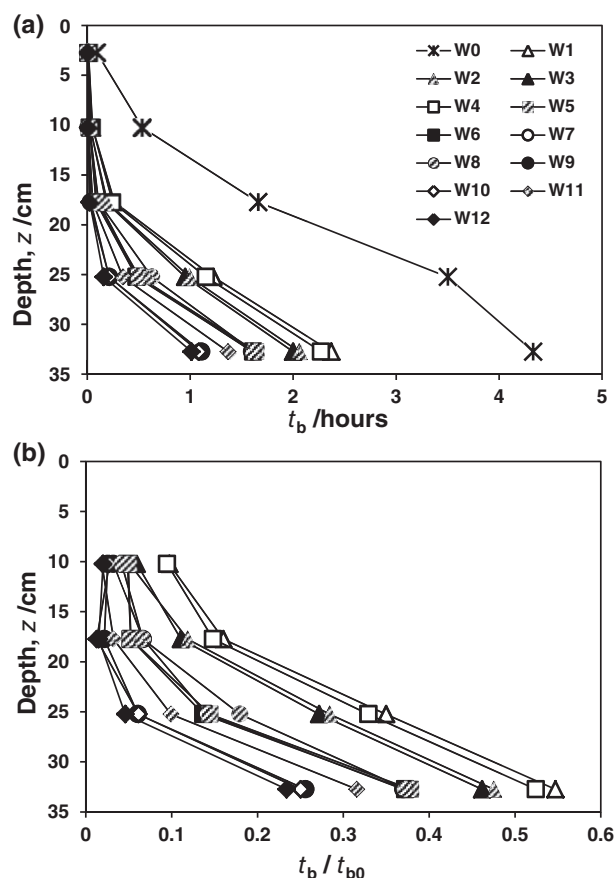 (a)
0
5
10
15
20
25
30
35
Depth, z /cm
W0 W1
W2 W3
W4 W5
W6 W7
W8 W9
W10 W11
W12
0 1 2 3 4 5
tb /hours
(b)
0
5
10
15
20
25
30
35
Depth, z /cm
0 0.1 0.2 0.3 0.4 0.5 0.6
tb / tb0